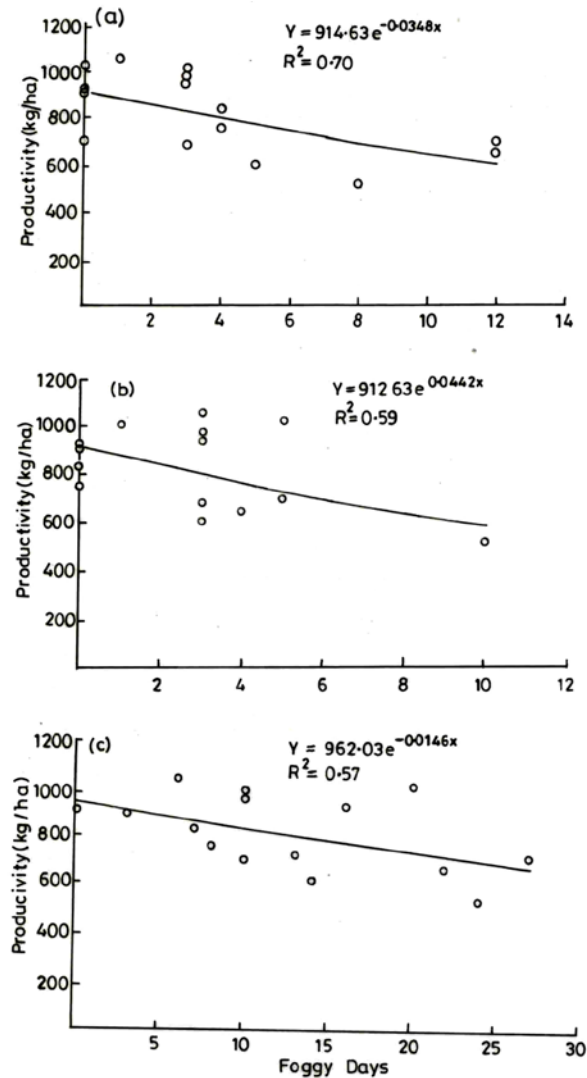 (a)
Y = 914·63 e^-0·0348x
R² = 0·70
1200
1000
800
600
400
200
Productivity(kg/ha)
2 4 6 8 10 12 14
(b)
Y = 912 63 e^0·0442x
R² = 0·59
1200
1000
800
600
400
200
Productivity(kg/ha)
2 4 6 8 10 12
(c)
Y = 962·03e^-0·0146x
R² = 0·57
1200
1000
800
600
400
200
Producivity(kg/ha)
5 10 15 20 25 30
Foggy Days